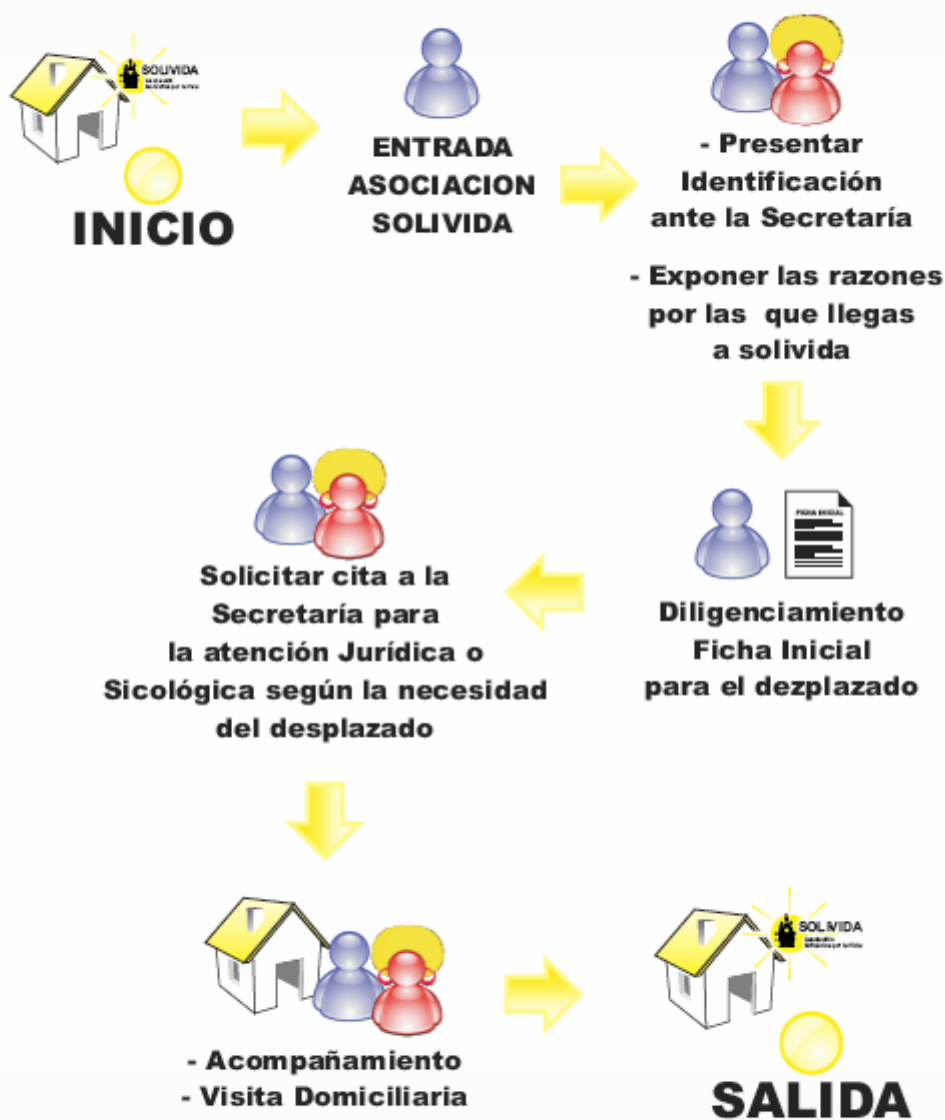 SOLIVIDA
INICIO
ENTRADA
ASOCIACION
SOLIVIDA
- Presentar
Identificación
ante la Secretaría
- Exponer las razones
por las que llegas
a solivida
FICHA INICIAL
Diligenciamiento
Ficha Inicial
para el dezplazado
Solicitar cita a la
Secretaría para
la atención Jurídica o
Sicológica según la necesidad
del desplazado
- Acompañamiento
- Visita Domiciliaria
SOLIVIDA
SALIDA